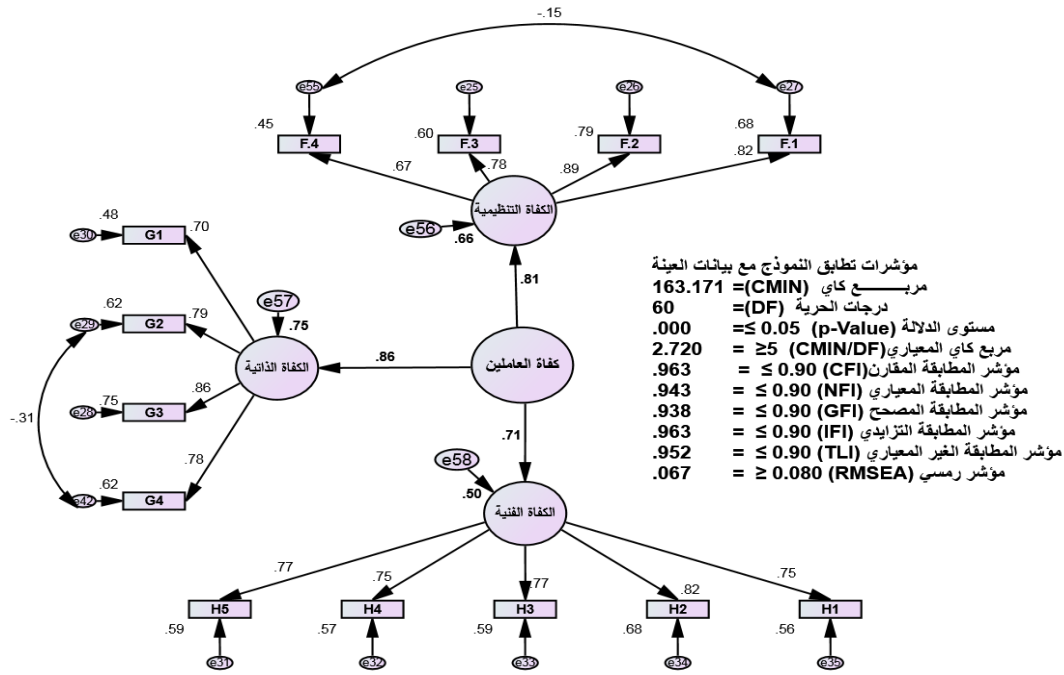 -.15
e55 e25 e26 e27
.45 .60 .79 .68
F.4 F.3 F.2 F.1
.67 .78 .89 .82
الكفاة التنظيمية
e56
.66
.48
e30 G1 .70
.81
.62
e29 G2 .79
e57
.75
الكفاة الذاتية
.86
كفاة العاملين
-.31
.75
e28 G3 .86
.62
e42 G4 .78
.71
e58
.50
الكفاة الفنية
.77 .75 .77 .82 .75
H5 H4 H3 H2 H1
.59 .57 .59 .68 .56
e31 e32 e33 e34 e35
مؤشرات تطابق النموذج مع بيانات العينة
مربـــــــع كاي (CMIN)= 163.171
درجات الحرية (DF)= 60
مستوى الدلالة (p-Value) 0.05 ≥= .000
مربع كاي المعياري(CMIN/DF) 5≤ = 2.720
مؤشر المطابقة المقارن(CFI) 0.90 ≥ = .963
مؤشر المطابقة المعياري (NFI) 0.90 ≥ = .943
مؤشر المطابقة المصحح (GFI) 0.90 ≥ = .938
مؤشر المطابقة التزايدي (IFI) 0.90 ≥ = .963
مؤشر المطابقة الغير المعياري (TLI) 0.90 ≥ = .952
مؤشر رمسي (RMSEA) 0.080 ≤ = .067